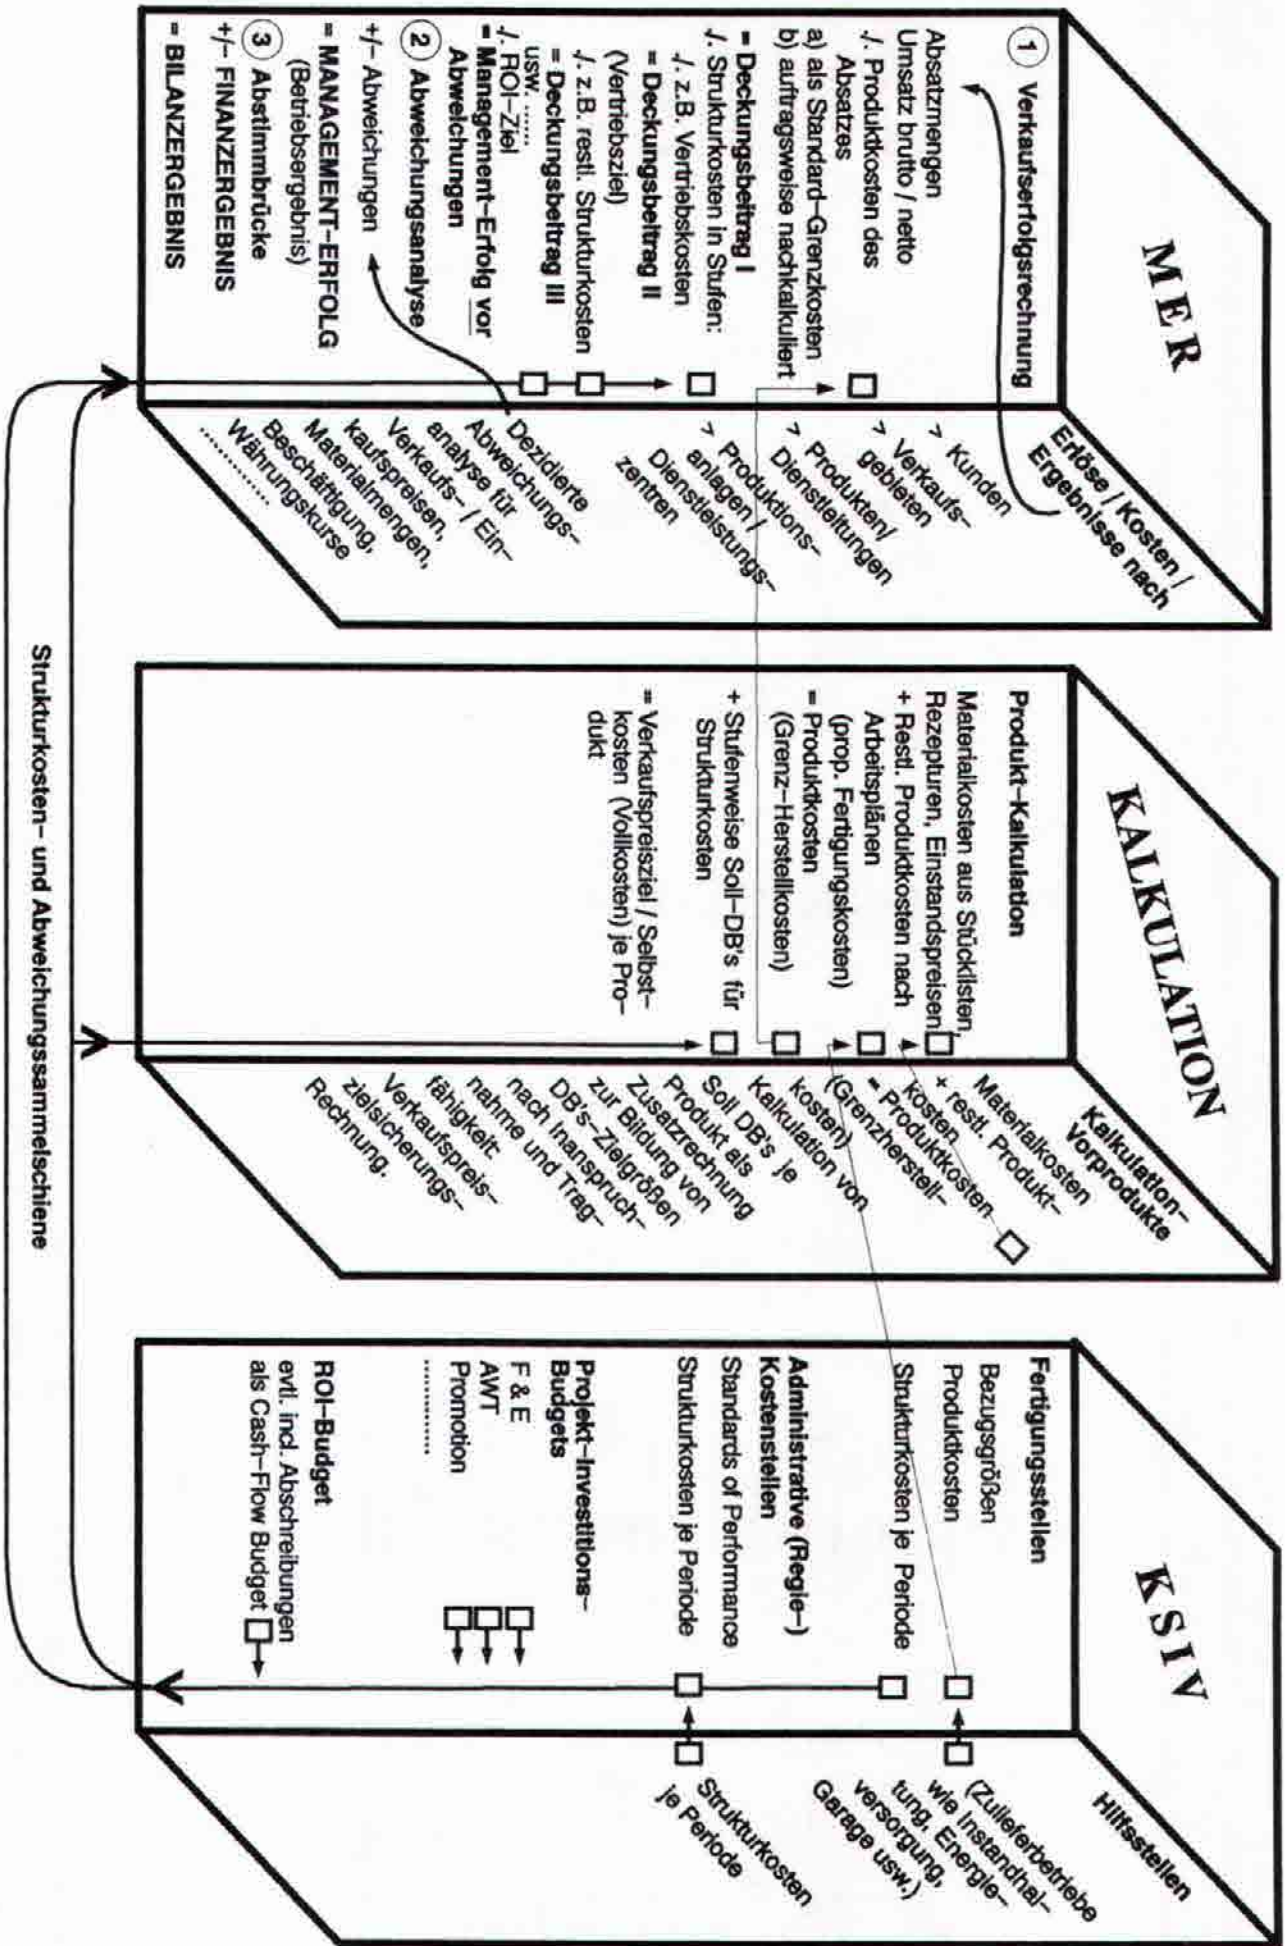 MER
① Verkaufserfolgsrechnung
Absatzmengen
Umsatz brutto / netto
./. Produktkosten des
Absatzes
a) als Standard-Grenzkosten
b) auftragsweise nachkalkuliert
= Deckungsbeitrag I
./. Strukturkosten in Stufen:
./. z.B. Vertriebskosten
= Deckungsbeitrag II
(Vertriebsziel)
./. z.B. restl. Strukturkosten
= Deckungsbeitrag III
usw. ......
./. ROI-Ziel
= Management-Erfolg vor
Abweichungen
② Abweichungsanalyse
+/- Abweichungen
= MANAGEMENT-ERFOLG
(Betriebsergebnis)
③ Abstimmbrücke
+/- FINANZERGEBNIS
= BILANZERGEBNIS
Erlöse / Kosten /
Ergebnisse nach
> Kunden
> Verkaufs-
gebieten
> Produkten/
Dienstleitungen
> Produktions-
anlagen /
Dienstleistungs-
zentren
Dezidierte
Abweichungs-
analyse für
Verkaufs- / Ein-
kaufspreisen,
Materialmengen,
Beschäftigung,
Währungskurse
..............
KALKULATION
Produkt-Kalkulation
Materialkosten aus Stücklisten,
Rezepturen, Einstandspreisen
+ Restl. Produktkosten nach
Arbeitsplänen
(prop. Fertigungskosten)
= Produktkosten
(Grenz-Herstellkosten)
+ Stufenweise Soll-DB's für
Strukturkosten
= Verkaufspreisziel / Selbst-
kosten (Vollkosten) je Pro-
dukt
Kalkulation-
Vorprodukte
Materialkosten
+ restl. Produkt-
kosten
= Produktkosten
(Grenzherstell-
kosten)
Kalkulation von
Soll DB's je
Produkt als
Zusatzrechnung
zur Bildung von
DB's-Zielgrößen
nach Inanspruch-
nahme und Trag-
fähigkeit:
Verkaufspreis-
zielsicherungs-
Rechnung.
KSIV
Fertigungsstellen
Bezugsgrößen
Produktkosten
Strukturkosten je Periode
Administrative (Regie-)
Kostenstellen
Standards of Performance
Strukturkosten je Periode
Projekt-Investitions-
Budgets
F & E
AWT
Promotion
..............
ROI-Budget
evtl. incl. Abschreibungen
als Cash-Flow Budget
Hilfsstellen
(Zulieferbetriebe
wie Instandhal-
tung, Energie-
versorgung,
Garage usw.)
Strukturkosten
je Periode
Strukturkosten- und Abweichungssammelschiene